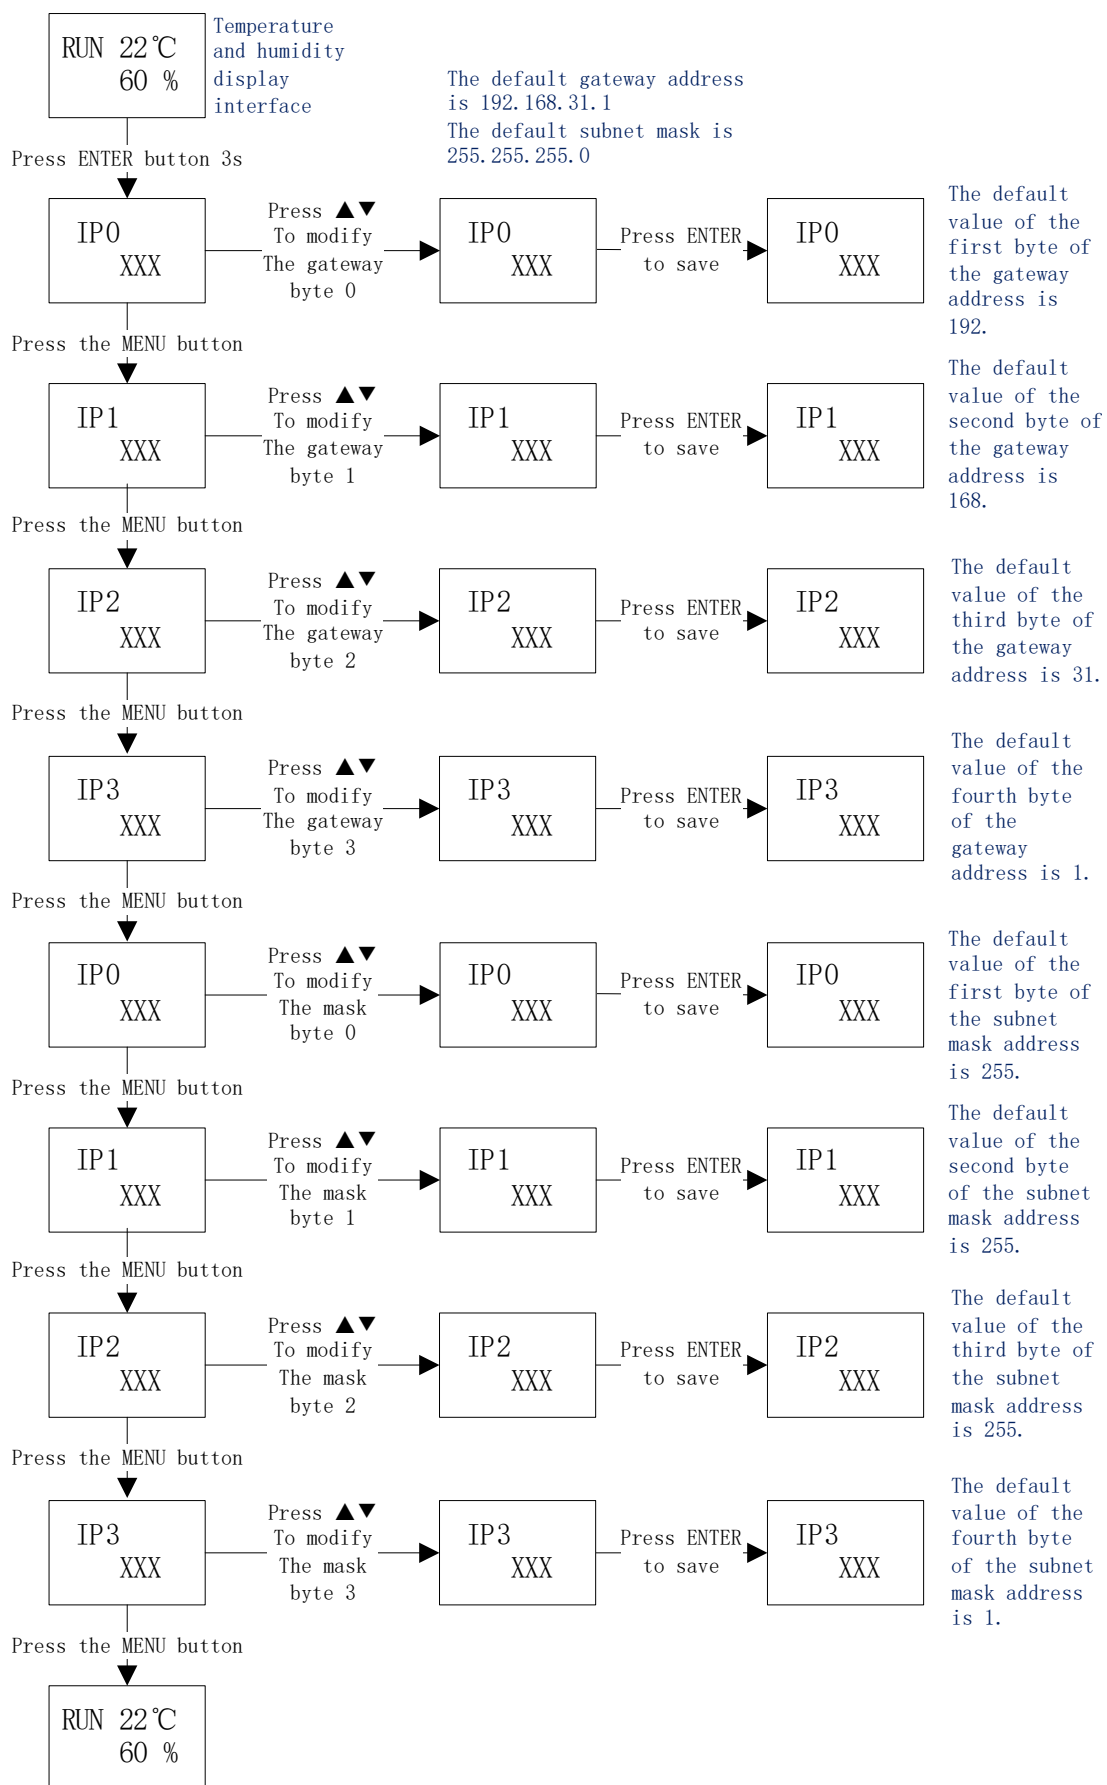 RUN 22℃
60 %
Temperature
and humidity
display
interface
The default gateway address
is 192.168.31.1
The default subnet mask is
255.255.255.0
Press ENTER button 3s
IP0
XXX
Press ▲▼
To modify
The gateway
byte 0
IP0
XXX
Press ENTER
to save
IP0
XXX
The default
value of the
first byte of
the gateway
address is
192.
Press the MENU button
IP1
XXX
Press ▲▼
To modify
The gateway
byte 1
IP1
XXX
Press ENTER
to save
IP1
XXX
The default
value of the
second byte of
the gateway
address is
168.
Press the MENU button
IP2
XXX
Press ▲▼
To modify
The gateway
byte 2
IP2
XXX
Press ENTER
to save
IP2
XXX
The default
value of the
third byte of
the gateway
address is 31.
Press the MENU button
IP3
XXX
Press ▲▼
To modify
The gateway
byte 3
IP3
XXX
Press ENTER
to save
IP3
XXX
The default
value of the
fourth byte
of the
gateway
address is 1.
Press the MENU button
IP0
XXX
Press ▲▼
To modify
The mask
byte 0
IP0
XXX
Press ENTER
to save
IP0
XXX
The default
value of the
first byte of
the subnet
mask address
is 255.
Press the MENU button
IP1
XXX
Press ▲▼
To modify
The mask
byte 1
IP1
XXX
Press ENTER
to save
IP1
XXX
The default
value of the
second byte
of the subnet
mask address
is 255.
Press the MENU button
IP2
XXX
Press ▲▼
To modify
The mask
byte 2
IP2
XXX
Press ENTER
to save
IP2
XXX
The default
value of the
third byte of
the subnet
mask address
is 255.
Press the MENU button
IP3
XXX
Press ▲▼
To modify
The mask
byte 3
IP3
XXX
Press ENTER
to save
IP3
XXX
The default
value of the
fourth byte
of the subnet
mask address
is 1.
Press the MENU button
RUN 22℃
60 %